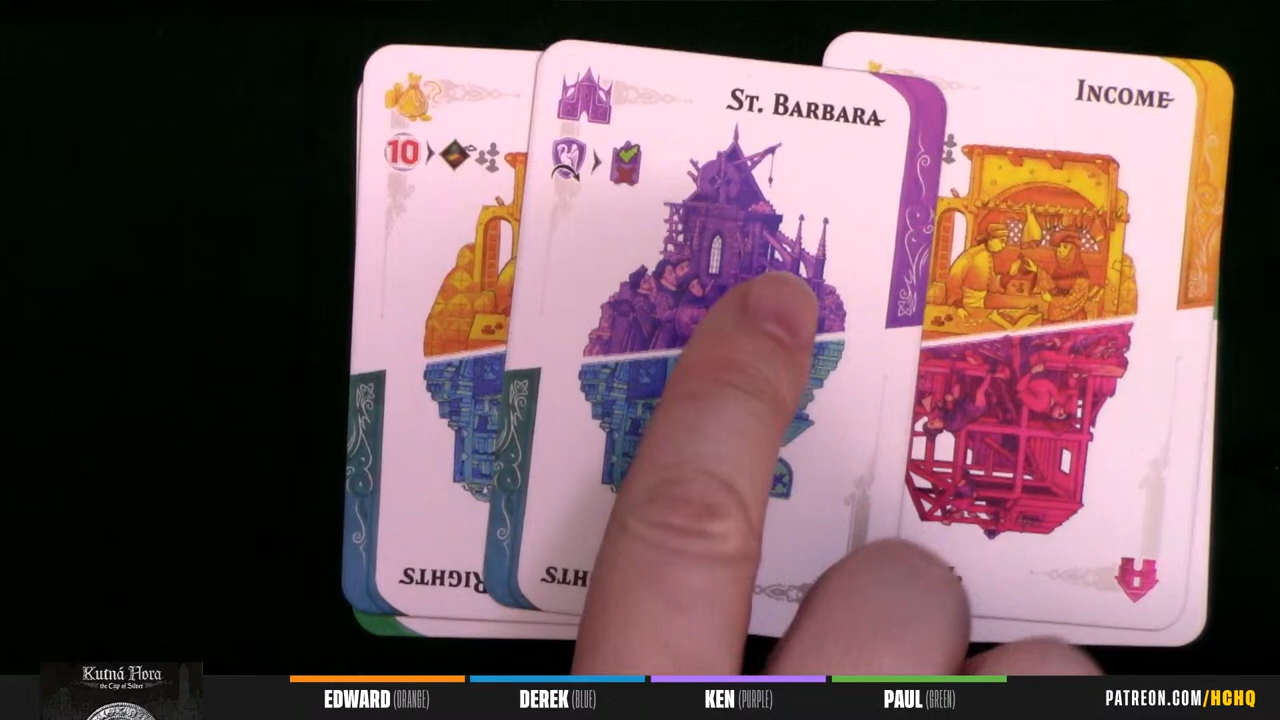 St. Barbara
Income
10
Rights
Kutná Hora
the City of Silver
EDWARD (ORANGE)
DEREK (BLUE)
KEN (PURPLE)
PAUL (GREEN)
PATREON.COM/HCHQ